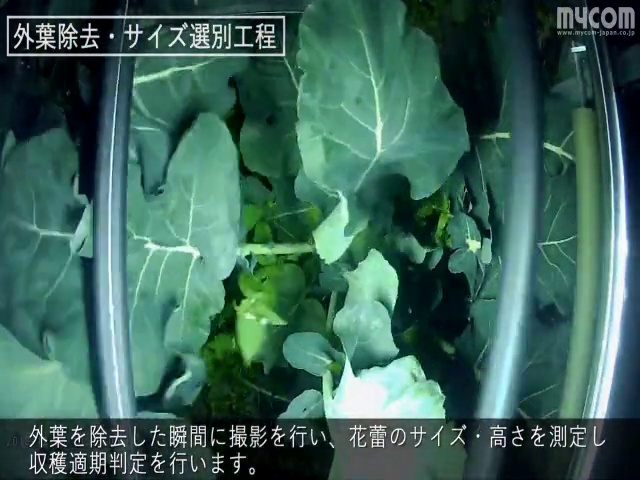 外葉除去・サイズ選別工程
mycom
www.mycom-japan.co.jp
外葉を除去した瞬間に撮影を行い、花蕾のサイズ・高さを測定し
収穫適期判定を行います。